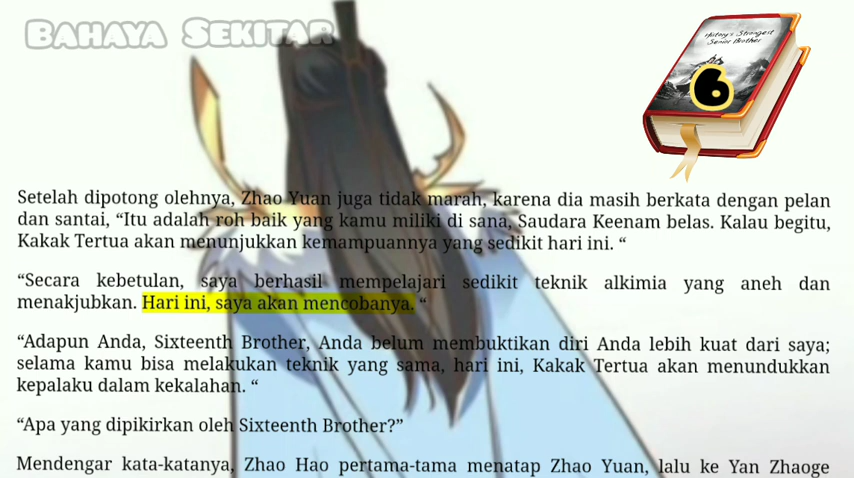 Bahaya Sekitar
History's Strongest
Senior Brother
6
Setelah dipotong olehnya, Zhao Yuan juga tidak marah, karena dia masih berkata dengan pelan
dan santai, “Itu adalah roh baik yang kamu miliki di sana, Saudara Keenam belas. Kalau begitu,
Kakak Tertua akan menunjukkan kemampuannya yang sedikit hari ini. “
“Secara kebetulan, saya berhasil mempelajari sedikit teknik alkimia yang aneh dan
menakjubkan. Hari ini, saya akan mencobanya. “
“Adapun Anda, Sixteenth Brother, Anda belum membuktikan diri Anda lebih kuat dari saya;
selama kamu bisa melakukan teknik yang sama, hari ini, Kakak Tertua akan menundukkan
kepalaku dalam kekalahan. “
“Apa yang dipikirkan oleh Sixteenth Brother?”
Mendengar kata-katanya, Zhao Hao pertama-tama menatap Zhao Yuan, lalu ke Yan Zhaoge